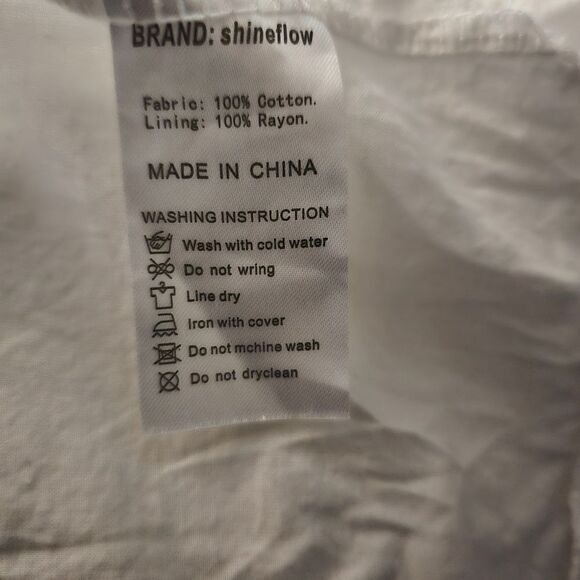 BRAND: shineflow
Fabric: 100% Cotton.
Lining: 100% Rayon.
MADE IN CHINA
WASHING INSTRUCTION
Wash with cold water
Do not wring
Line dry
Iron with cover
Do not mchine wash
Do not dryclean